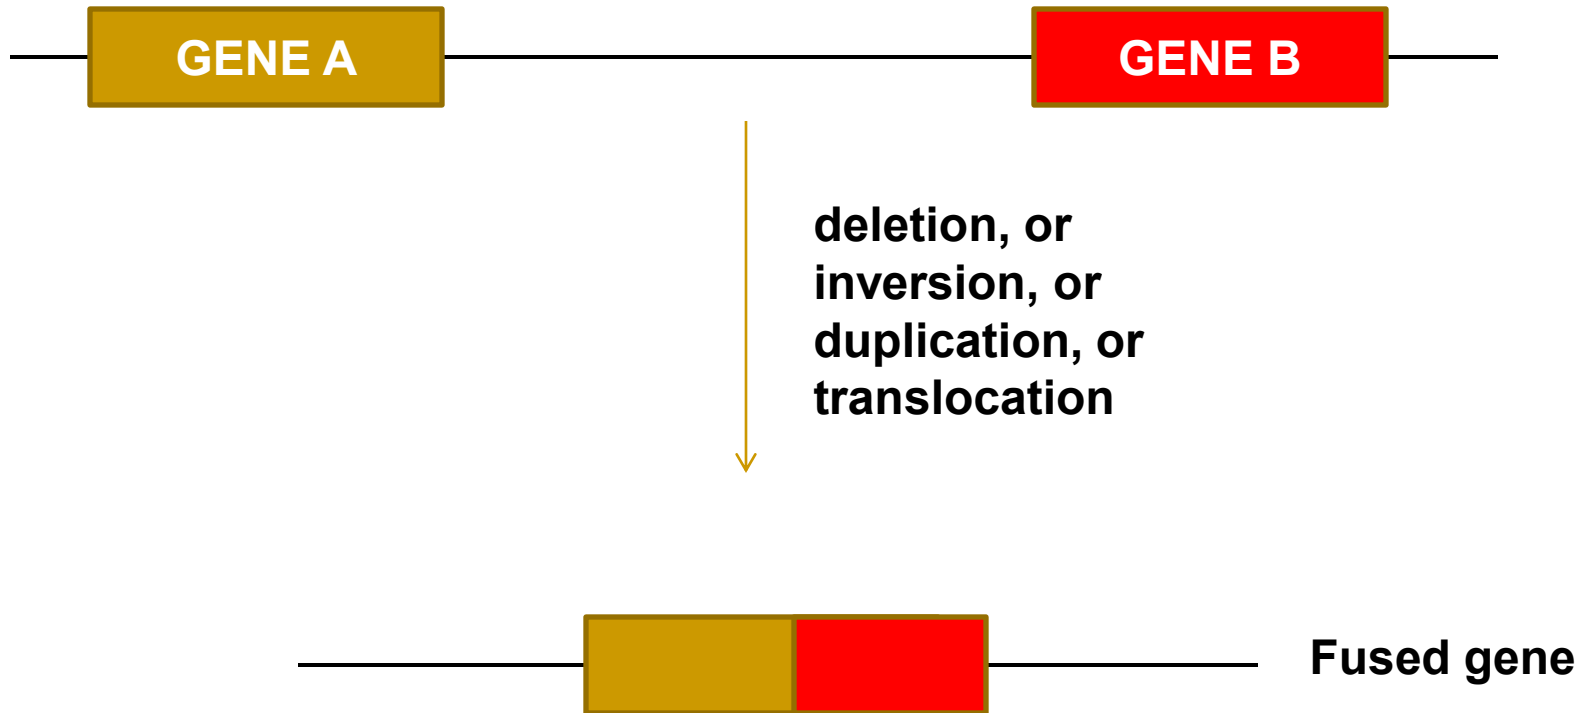 GENE A
GENE B
deletion, or
inversion, or
duplication, or
translocation
Fused gene